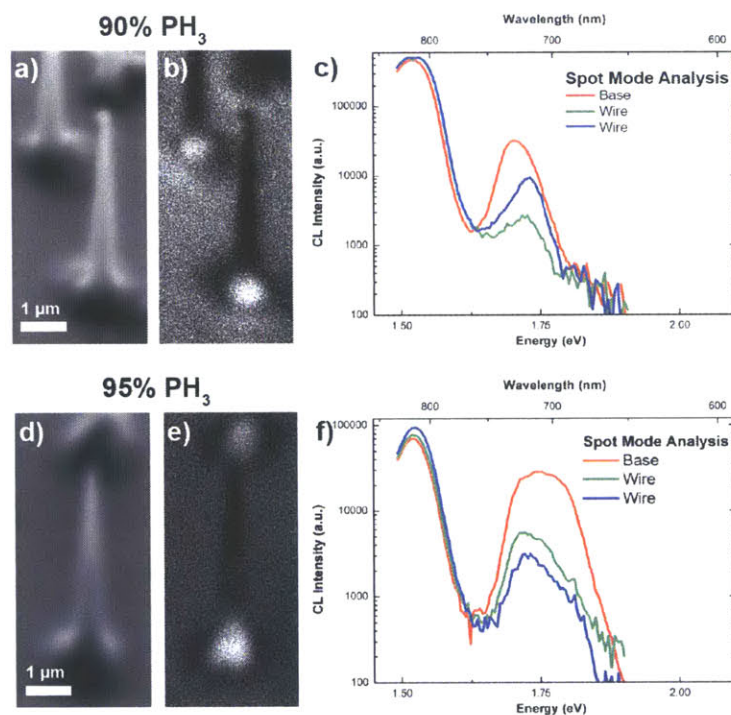 90% PH3
a)
b)
1 µm
Wavelength (nm)
800 700 600
c)
Spot Mode Analysis
Base
Wire
Wire
CL Intensity (a.u.)
100000
10000
1000
100
1.50 1.75 2.00
Energy (eV)
95% PH3
d)
e)
1 µm
Wavelength (nm)
800 700 600
f)
Spot Mode Analysis
Base
Wire
Wire
CL Intensity (a.u.)
100000
10000
1000
100
1.50 1.75 2.00
Energy (eV)